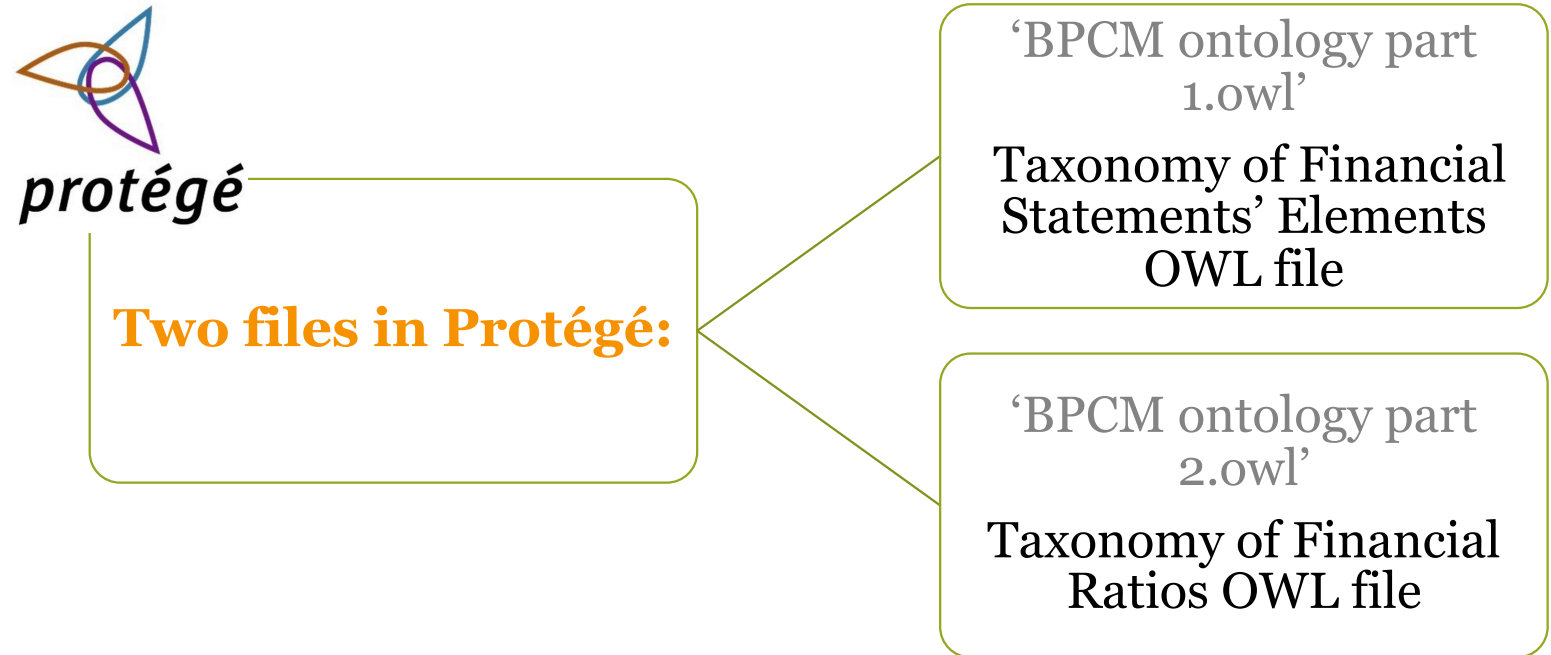 protégé
Two files in Protégé:
‘BPCM ontology part
1.owl’
Taxonomy of Financial
Statements’ Elements
OWL file
‘BPCM ontology part
2.owl’
Taxonomy of Financial
Ratios OWL file